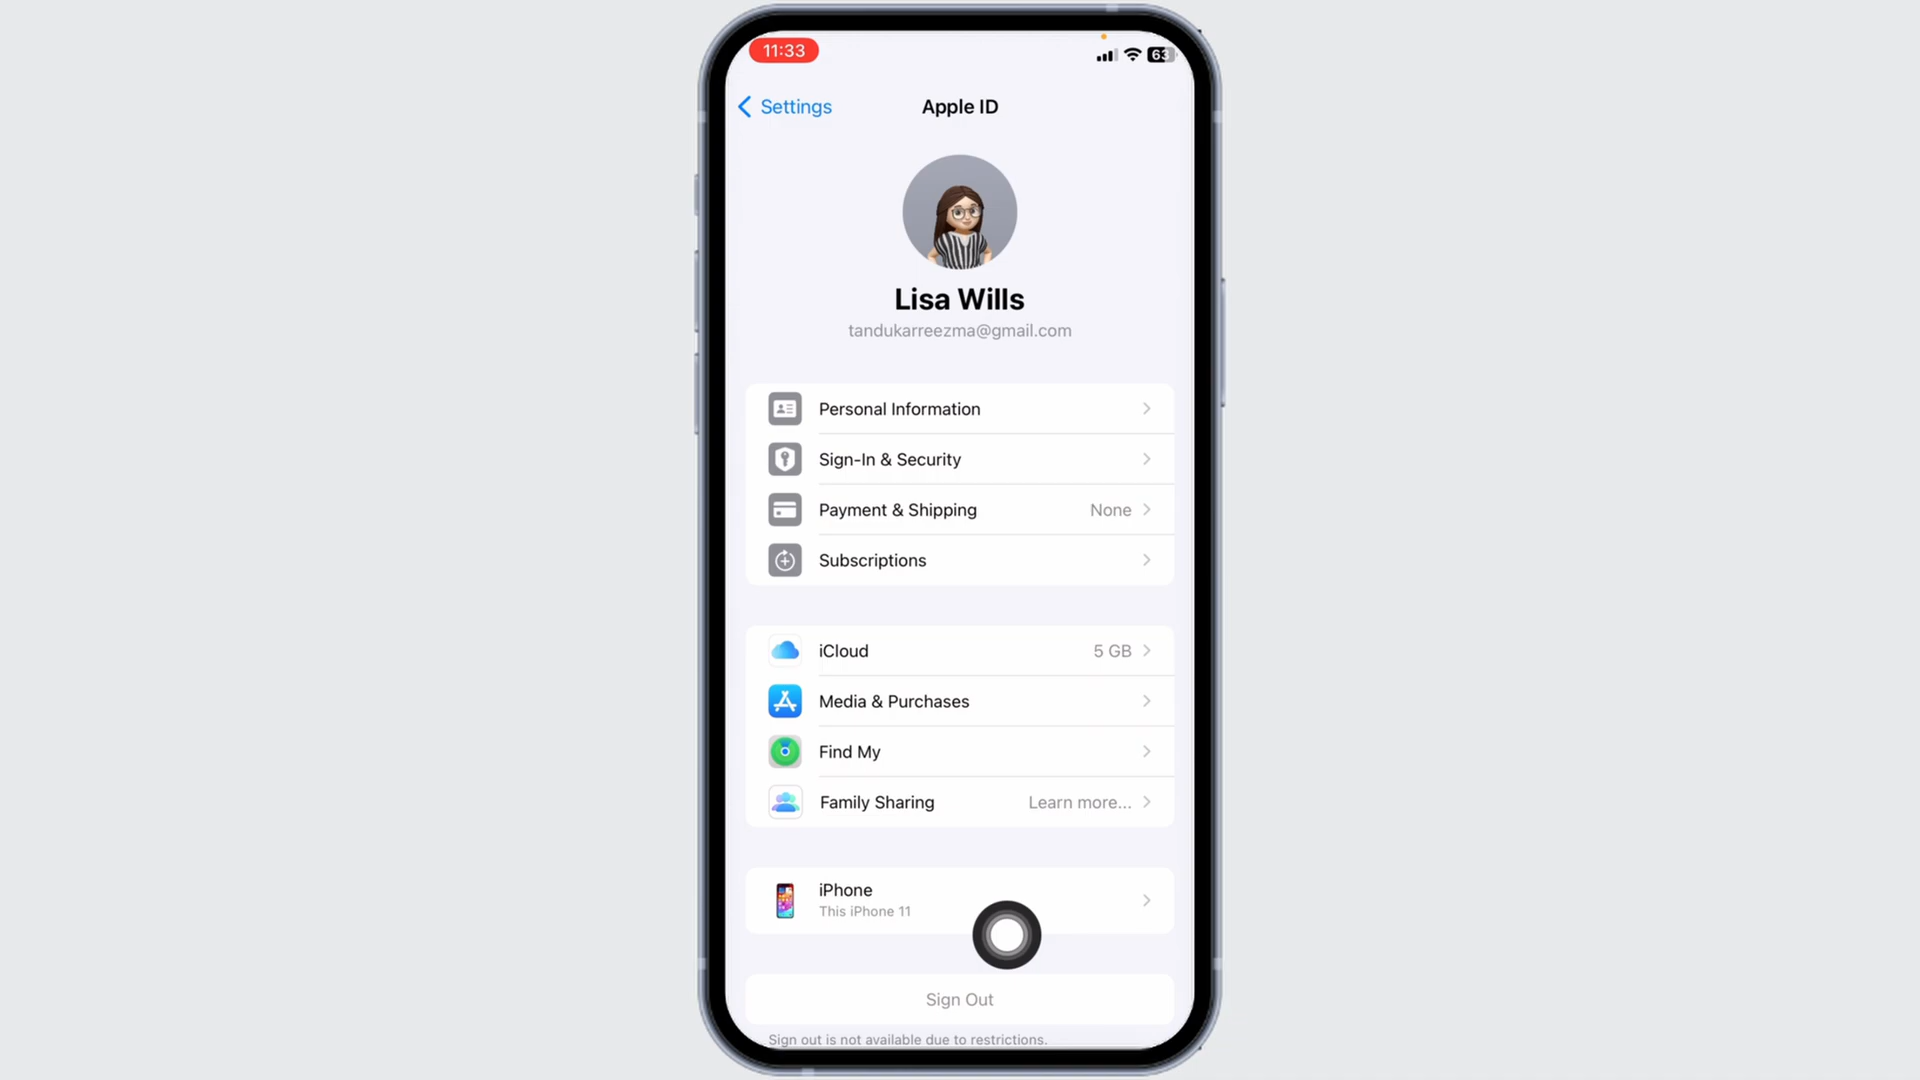 11:33
63
Settings
Apple ID
Lisa Wills
tandukarreezma@gmail.com
Personal Information
Sign-In & Security
Payment & Shipping None
Subscriptions
iCloud 5 GB
Media & Purchases
Find My
Family Sharing Learn more...
iPhone
This iPhone 11
Sign Out
Sign out is not available due to restrictions.